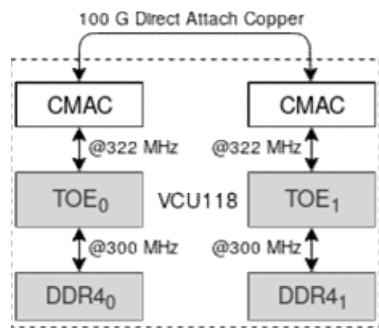 100 G Direct Attach Copper
CMAC CMAC
@322 MHz @322 MHz
TOE₀ VCU118 TOE₁
@300 MHz @300 MHz
DDR4₀ DDR4₁